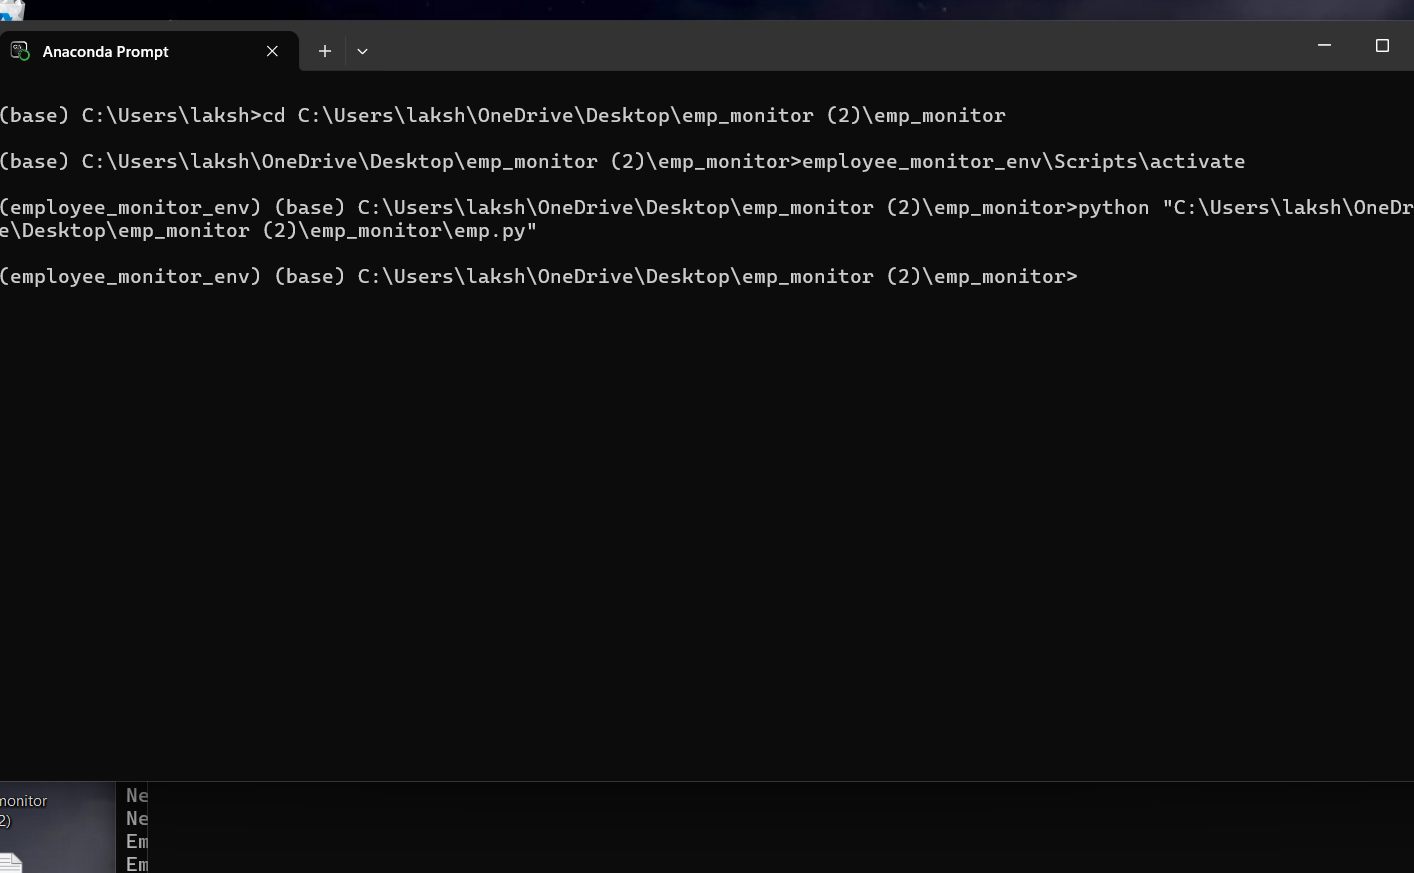 Anaconda Prompt
(base) C:\Users\laksh>cd C:\Users\laksh\OneDrive\Desktop\emp_monitor (2)\emp_monitor
(base) C:\Users\laksh\OneDrive\Desktop\emp_monitor (2)\emp_monitor>employee_monitor_env\Scripts\activate
(employee_monitor_env) (base) C:\Users\laksh\OneDrive\Desktop\emp_monitor (2)\emp_monitor>python "C:\Users\laksh\OneDr
e\Desktop\emp_monitor (2)\emp_monitor\emp.py"
(employee_monitor_env) (base) C:\Users\laksh\OneDrive\Desktop\emp_monitor (2)\emp_monitor>
monitor
2)
Ne
Ne
Em
Em